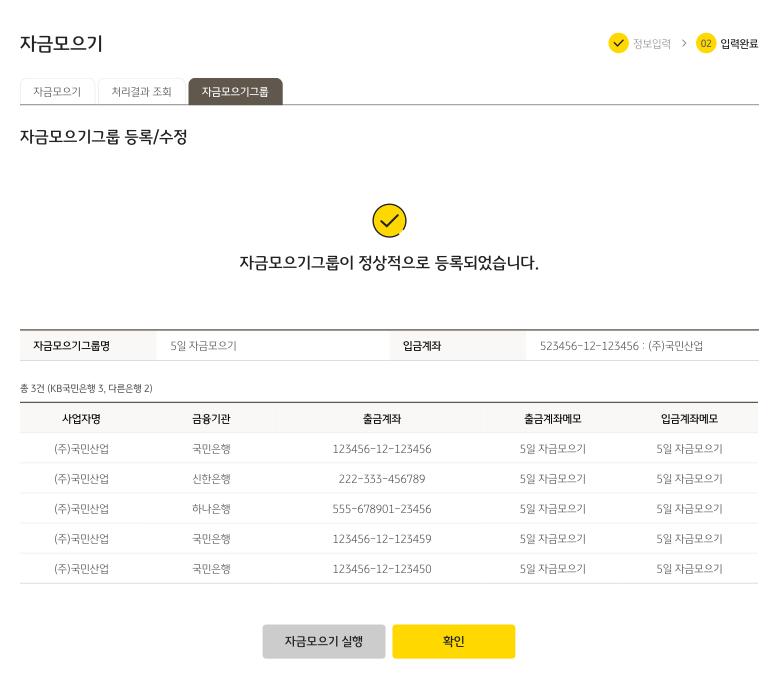 자금모으기
정보입력 > 02 입력완료
자금모으기 처리결과 조회 자금모으기그룹
자금모으기그룹 등록/수정
자금모으기그룹이 정상적으로 등록되었습니다.
자금모으기그룹명 5일 자금모으기 입금계좌 523456-12-123456 : (주)국민산업
총 3건 (KB국민은행 3, 다른은행 2)
사업자명 금융기관 출금계좌 출금계좌메모 입금계좌메모
(주)국민산업 국민은행 123456-12-123456 5일 자금모으기 5일 자금모으기
(주)국민산업 신한은행 222-333-456789 5일 자금모으기 5일 자금모으기
(주)국민산업 하나은행 555-678901-23456 5일 자금모으기 5일 자금모으기
(주)국민산업 국민은행 123456-12-123459 5일 자금모으기 5일 자금모으기
(주)국민산업 국민은행 123456-12-123450 5일 자금모으기 5일 자금모으기
자금모으기 실행 확인